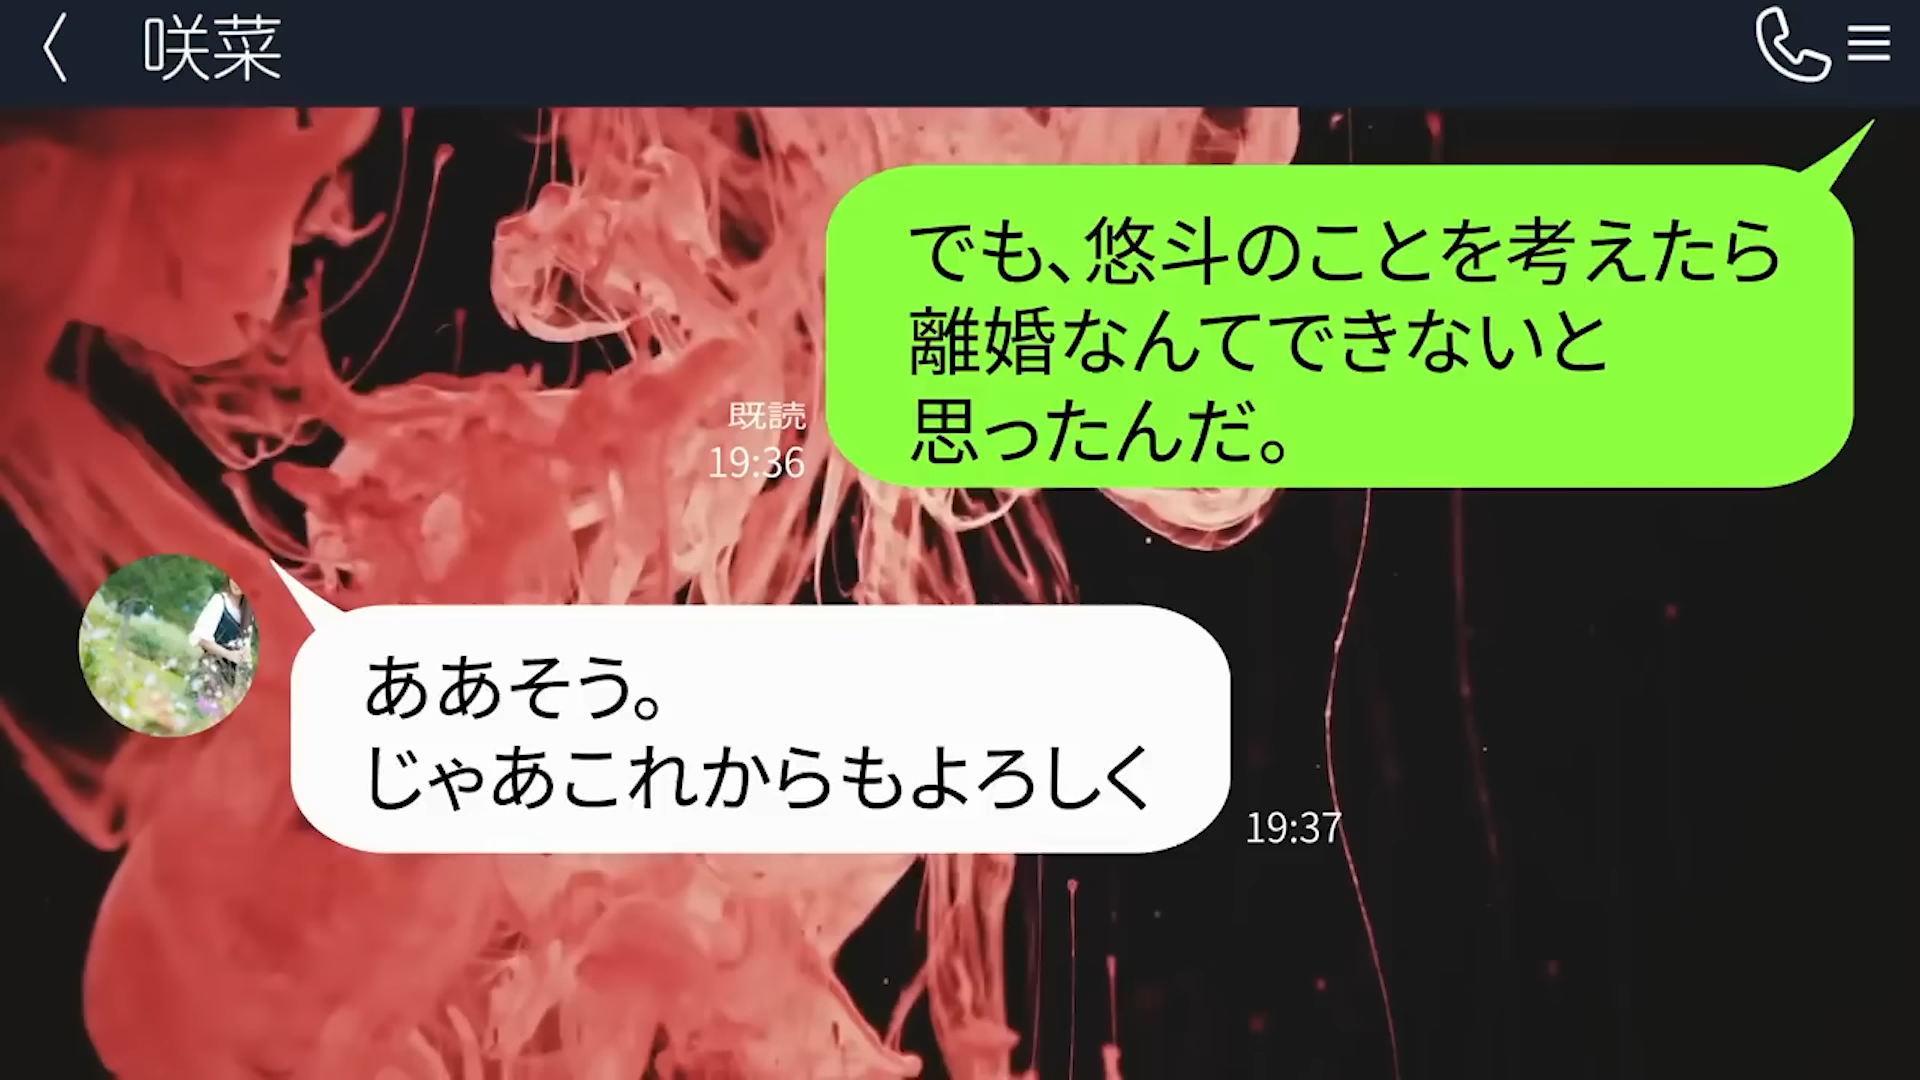 咲菜
でも、悠斗のことを考えたら
離婚なんてできないと
思ったんだ。
既読
19:36
ああそう。
じゃあこれからもよろしく
19:37